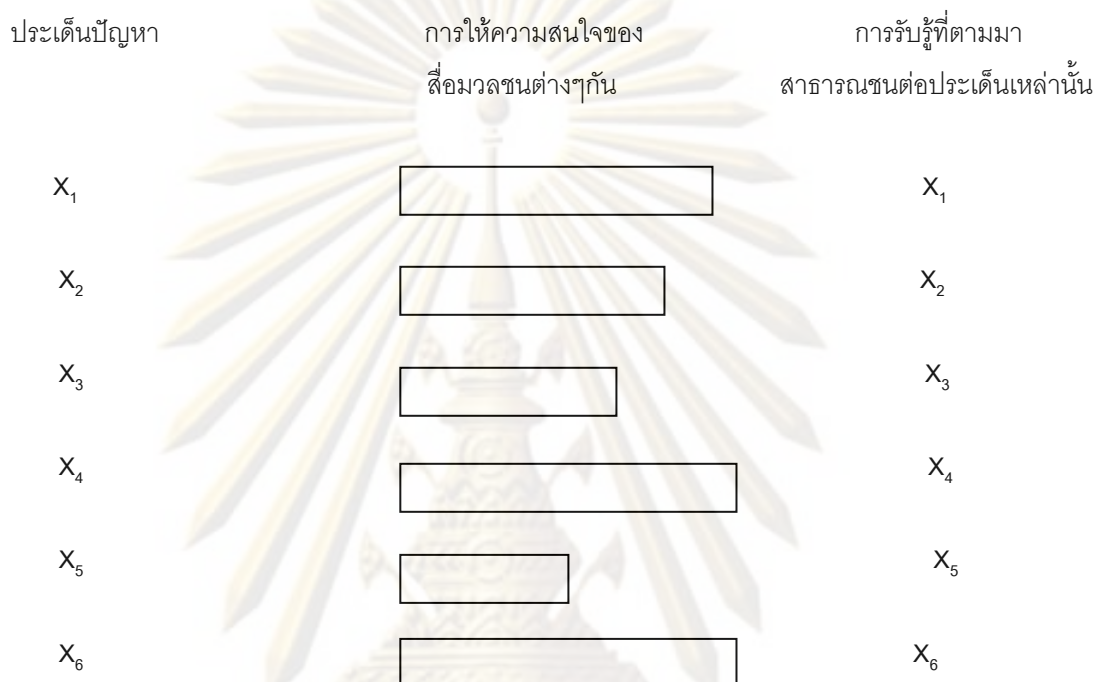 ประเด็นปัญหา การให้ความสนใจของ การรับรู้ที่ตามมา
สื่อมวลชนต่างๆกัน สาธารณชนต่อประเด็นเหล่านั้น
X₁ X₁
X₂ X₂
X₃ X₃
X₄ X₄
X₅ X₅
X₆ X₆